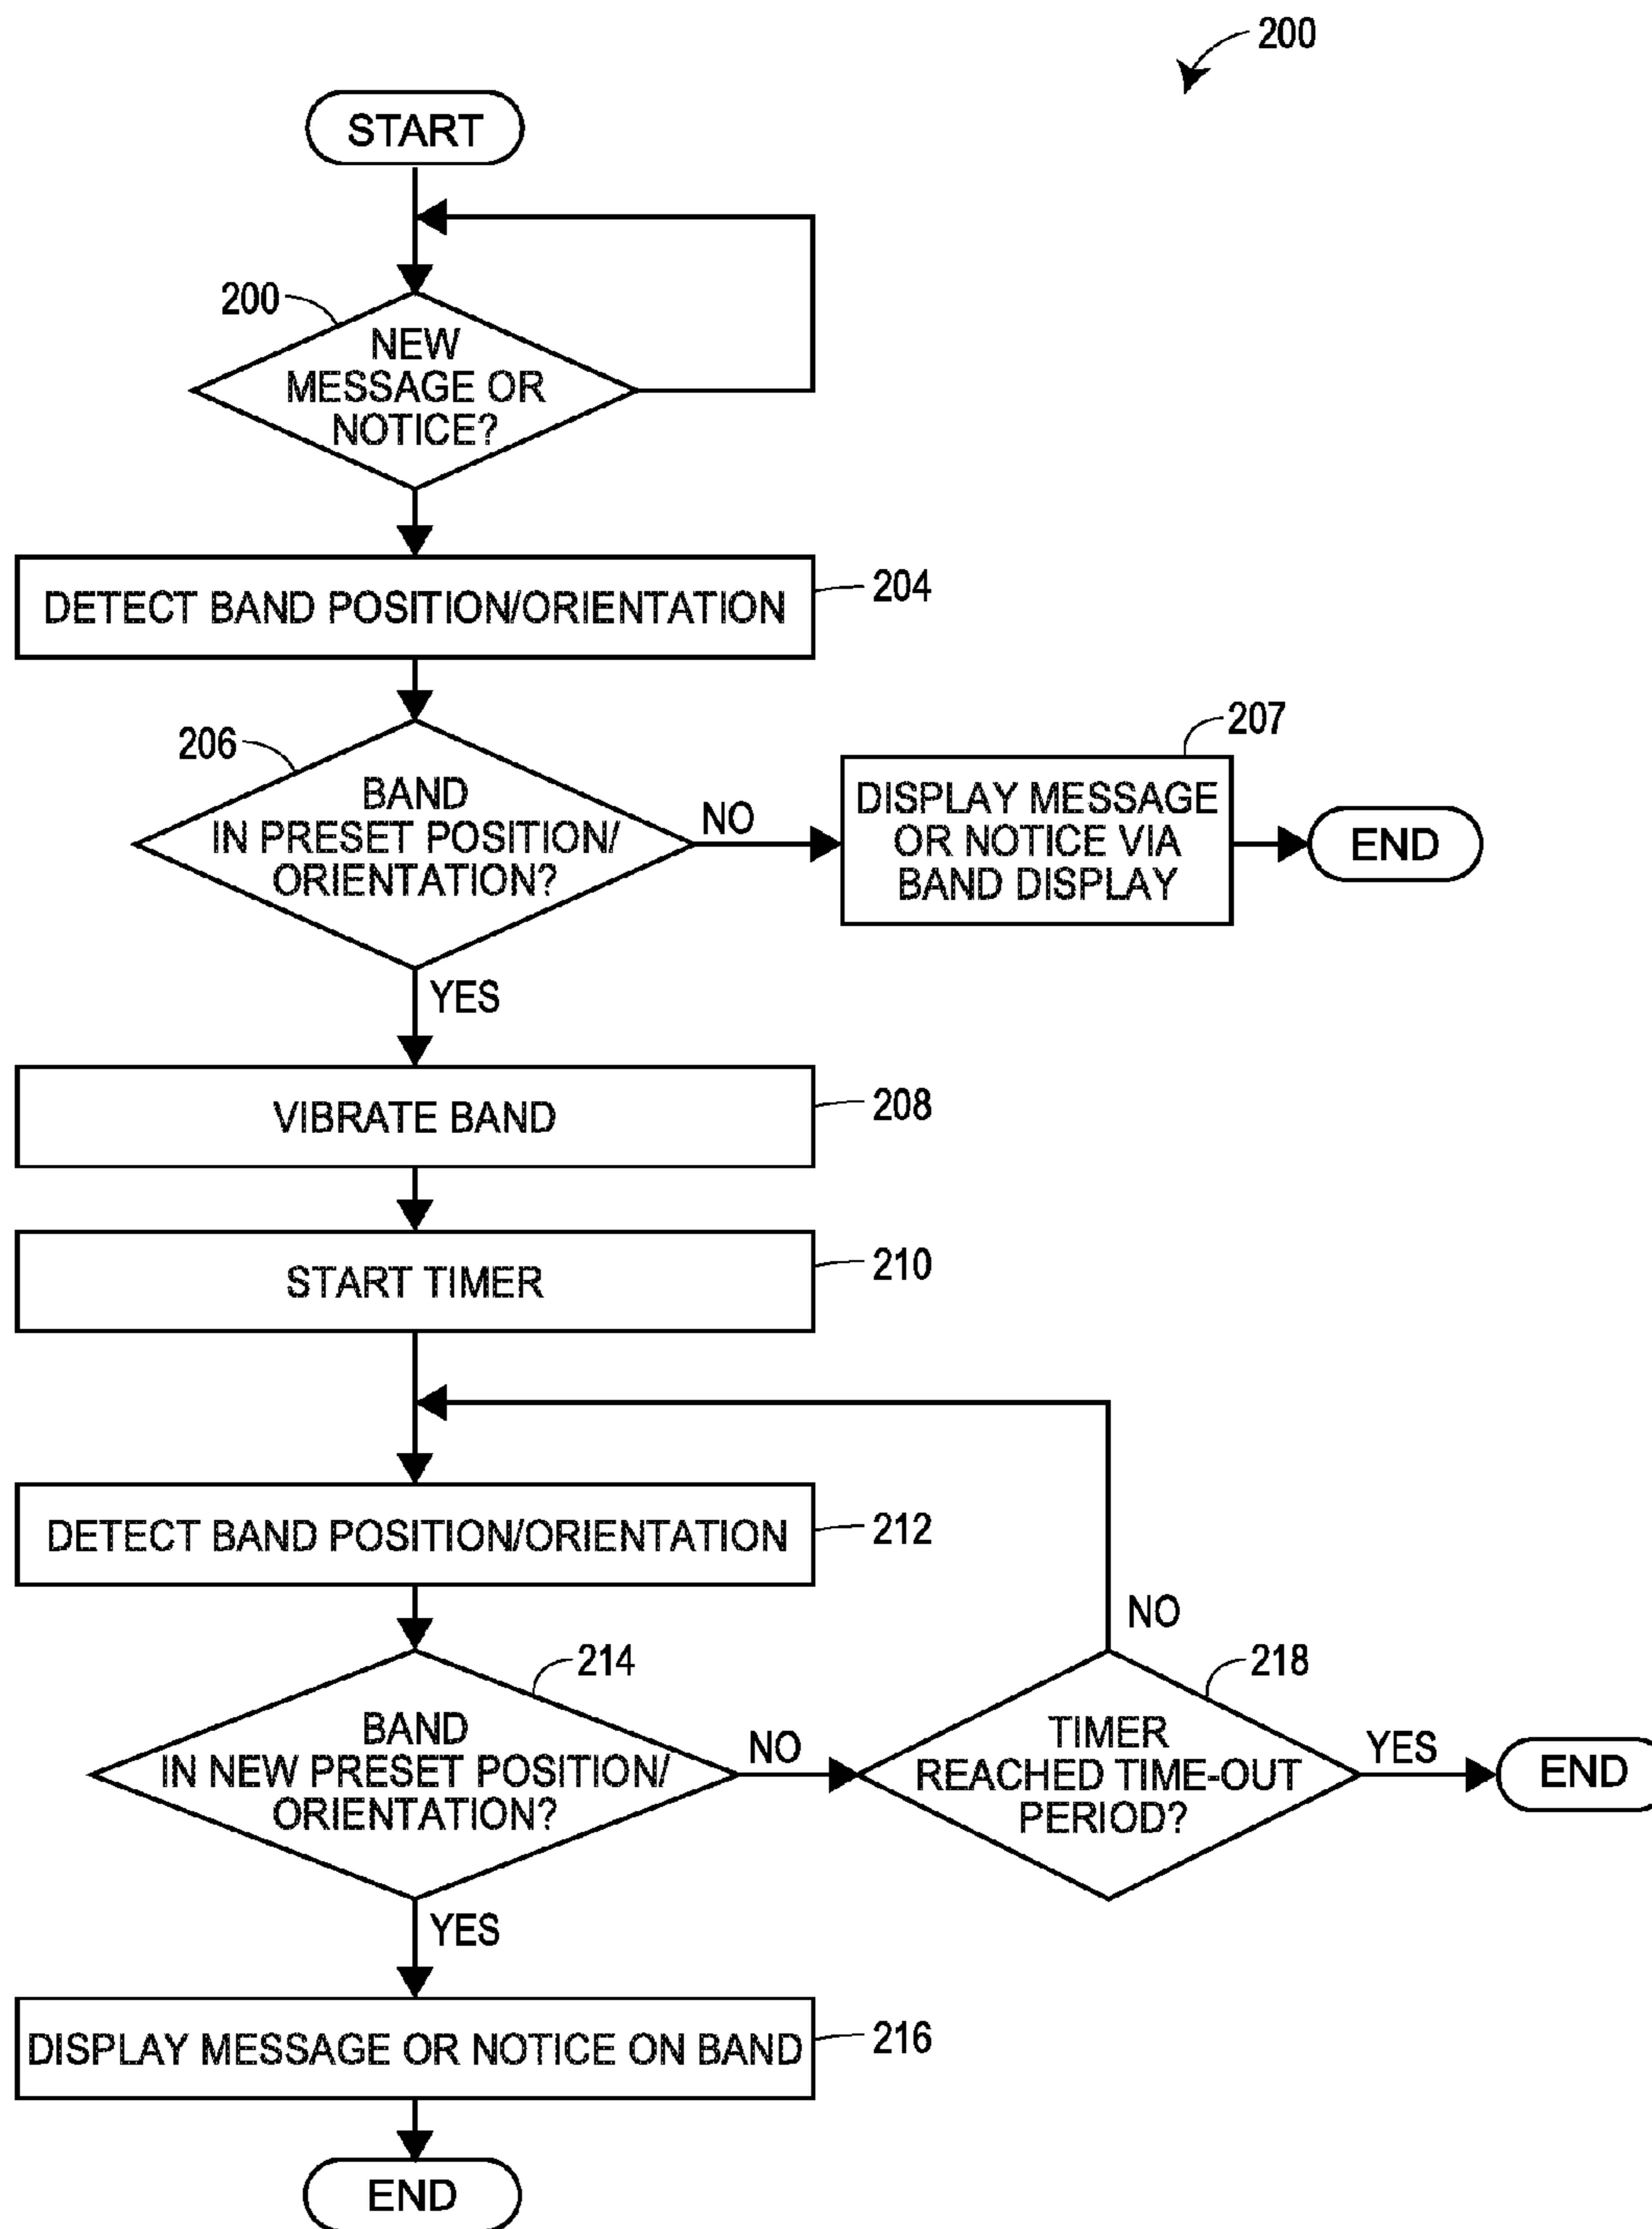 200
START
200
NEW
MESSAGE OR
NOTICE?
DETECT BAND POSITION/ORIENTATION
204
206
BAND
IN PRESET POSITION/
ORIENTATION?
NO
207
DISPLAY MESSAGE
OR NOTICE VIA
BAND DISPLAY
END
YES
VIBRATE BAND
208
START TIMER
210
DETECT BAND POSITION/ORIENTATION
212
214
BAND
IN NEW PRESET POSITION/
ORIENTATION?
NO
NO
218
TIMER
REACHED TIME-OUT
PERIOD?
YES
END
YES
DISPLAY MESSAGE OR NOTICE ON BAND
216
END